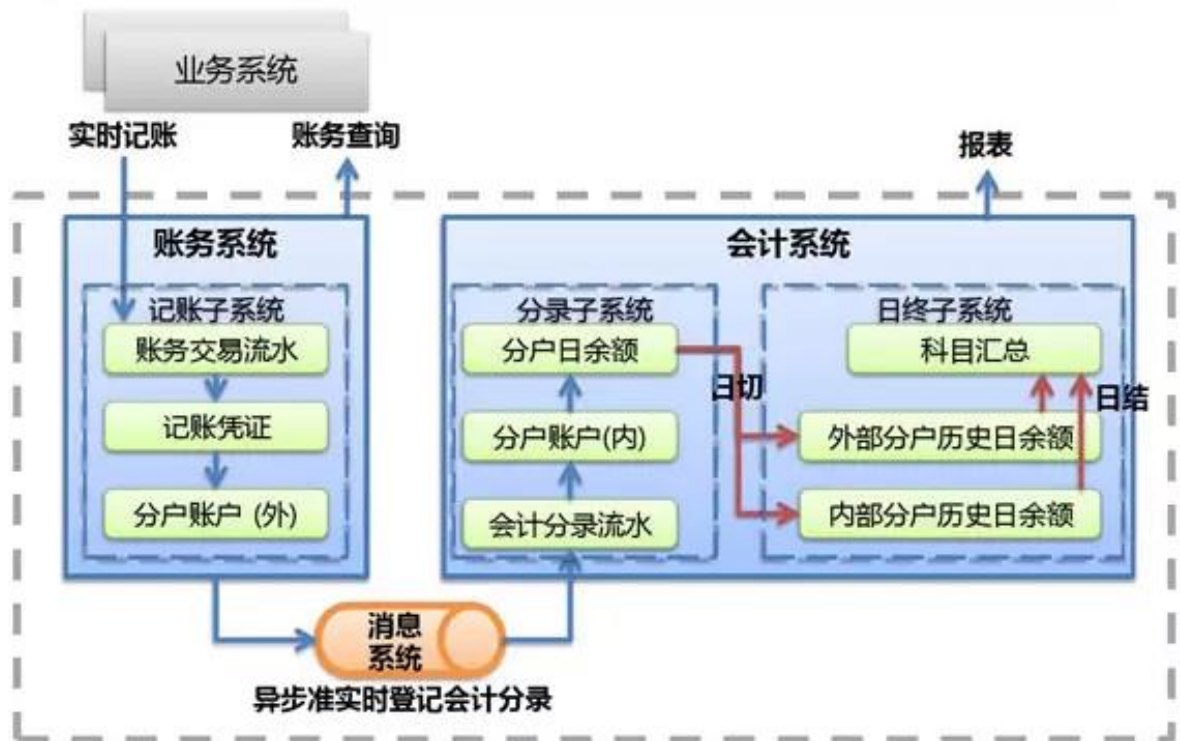 业务系统
实时记账
账务查询
报表
账务系统
记账子系统
账务交易流水
记账凭证
分户账户 (外)
会计系统
分录子系统
分户日余额
分户账户(内)
会计分录流水
日切
日终子系统
科目汇总
日结
外部分户历史日余额
内部分户历史日余额
消息
系统
异步准实时登记会计分录